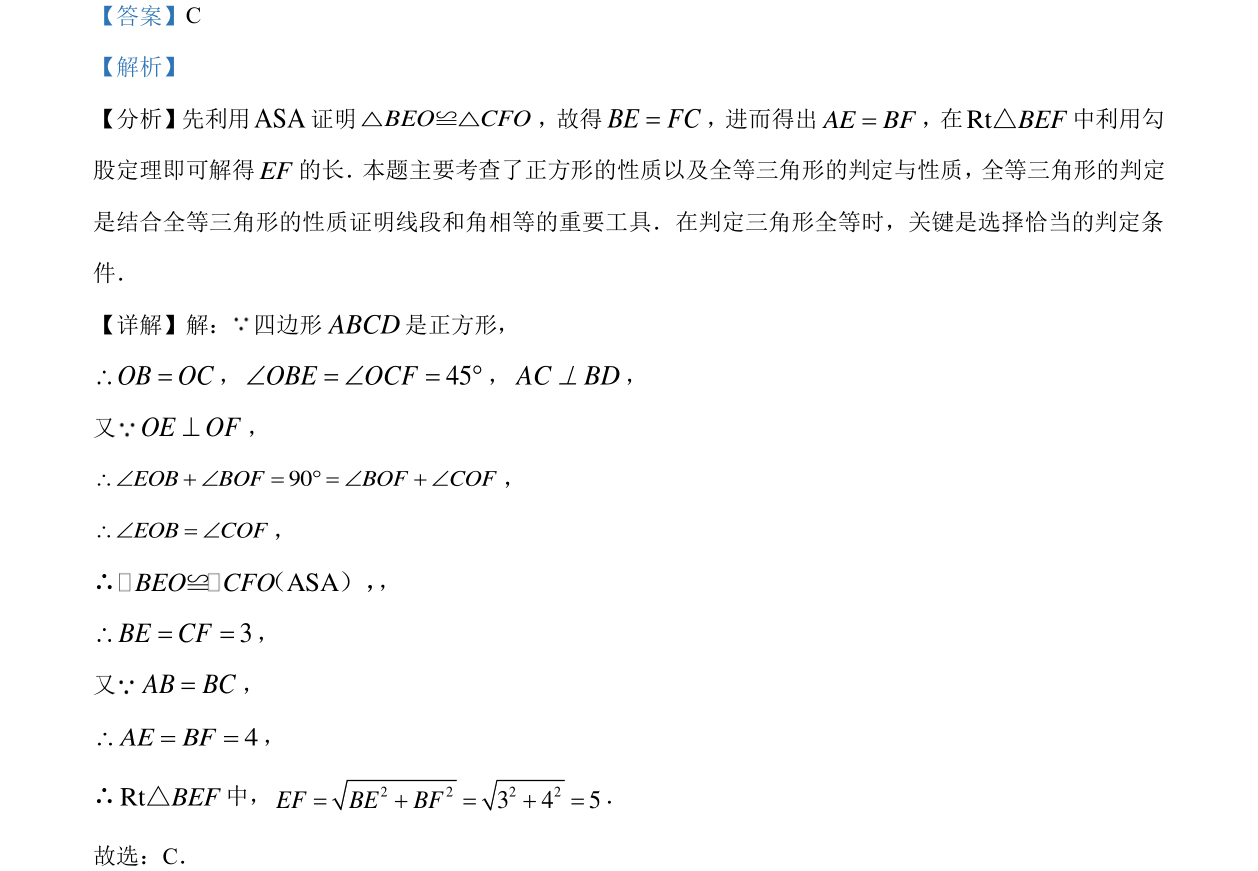 【答案】C
【解析】
【分析】先利用ASA证明△BEO≌△CFO，故得BE = FC，进而得出AE = BF，在Rt△BEF中利用勾
股定理即可解得EF的长．本题主要考查了正方形的性质以及全等三角形的判定与性质，全等三角形的判定
是结合全等三角形的性质证明线段和角相等的重要工具．在判定三角形全等时，关键是选择恰当的判定条
件．
【详解】解：∵四边形ABCD是正方形，
∴OB = OC，∠OBE = ∠OCF = 45°，AC ⊥ BD，
又∵OE ⊥ OF，
∴∠EOB + ∠BOF = 90° = ∠BOF + ∠COF，
∴∠EOB = ∠COF，
∴□BEO≌□CFO（ASA），，
∴BE = CF = 3，
又∵AB = BC，
∴AE = BF = 4，
∴Rt△BEF中，EF = √(BE² + BF²) = √(3² + 4²) = 5．
故选：C．